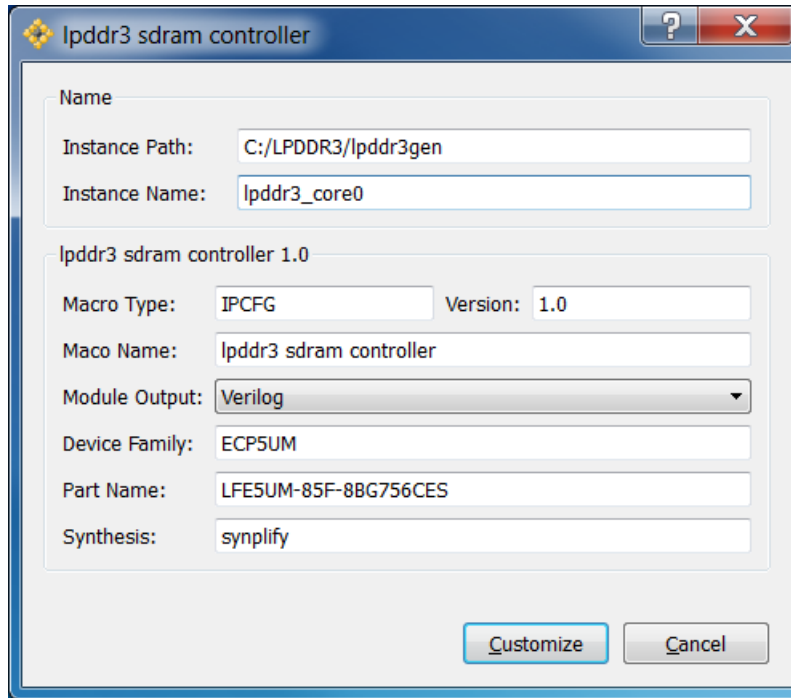 lpddr3 sdram controller
Name
Instance Path: C:/LPDDR3/lpddr3gen
Instance Name: lpddr3_core0
lpddr3 sdram controller 1.0
Macro Type: IPCFG Version: 1.0
Maco Name: lpddr3 sdram controller
Module Output: Verilog
Device Family: ECP5UM
Part Name: LFE5UM-85F-8BG756CES
Synthesis: synplify
Customize Cancel